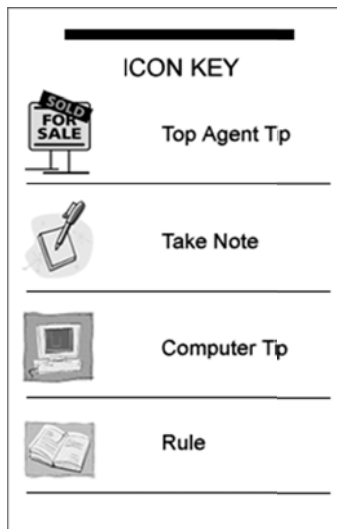 ICON KEY
SOLD
FOR
SALE
Top Agent Tip
Take Note
Computer Tip
Rule